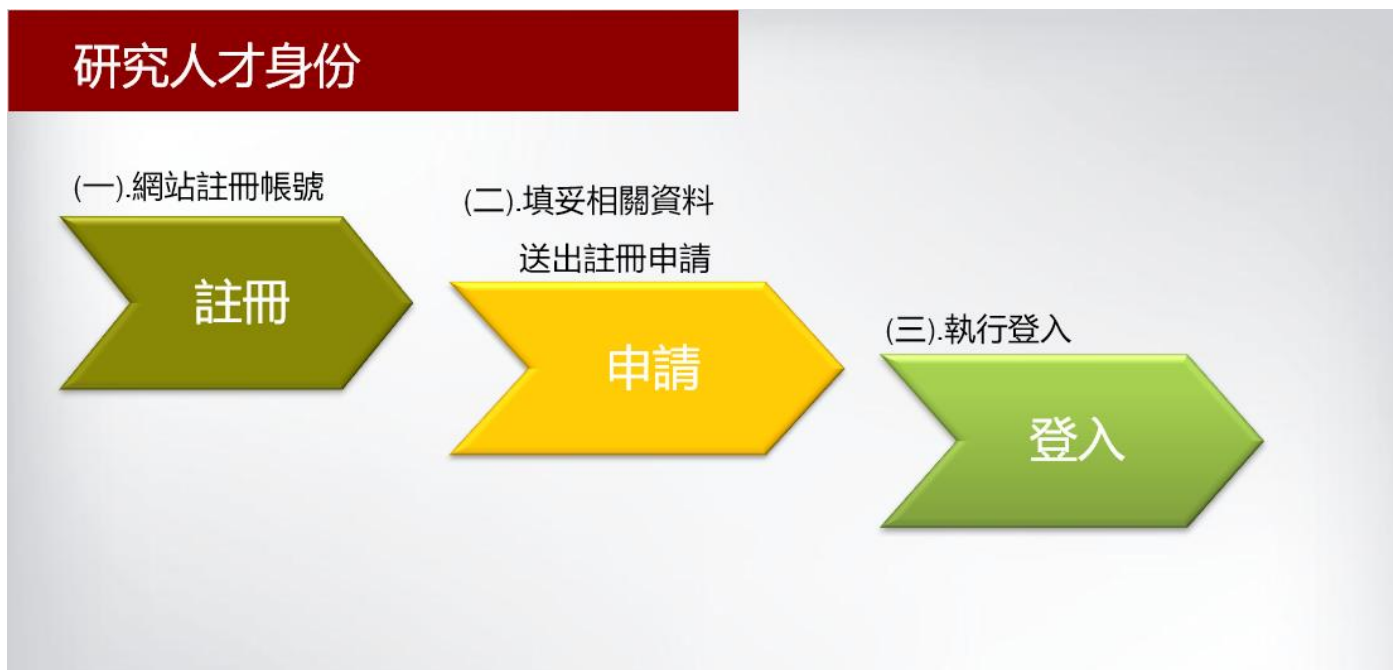 研究人才身份
(一).網站註冊帳號
註冊
(二).填妥相關資料
送出註冊申請
申請
(三).執行登入
登入